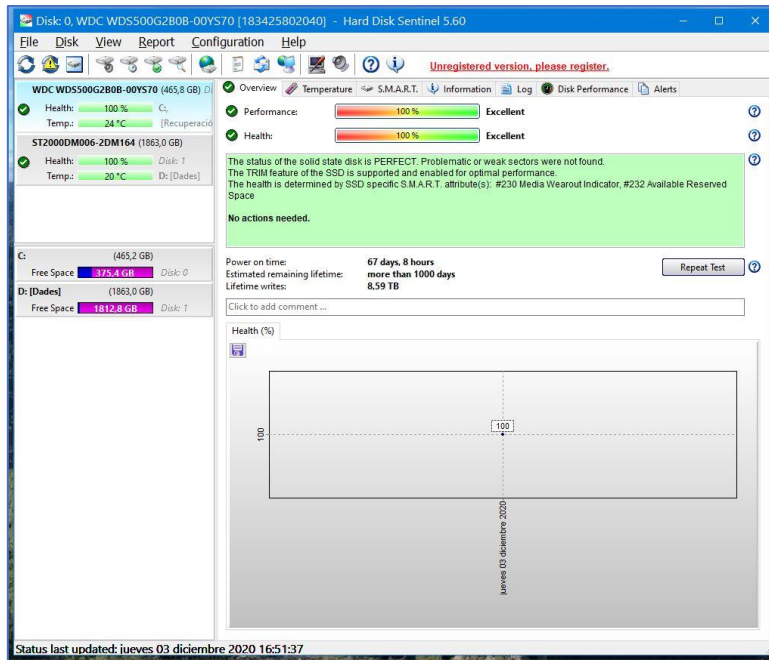 Disk: 0, WDC WDS500G2B0B-00YS70 [183425802040] - Hard Disk Sentinel 5.60
File Disk View Report Configuration Help
Unregistered version, please register.
WDC WDS500G2B0B-00YS70 (465,8 GB) Di
Health: 100 % C:,
Temp.: 24 °C [Recuperació
ST2000DM006-2DM164 (1863,0 GB)
Health: 100 % Disk: 1
Temp.: 20 °C D: [Dades]
C: (465,2 GB)
Free Space 375,4 GB Disk: 0
D: [Dades] (1863,0 GB)
Free Space 1812,8 GB Disk: 1
Overview Temperature S.M.A.R.T. Information Log Disk Performance Alerts
Performance: 100 % Excellent
Health: 100 % Excellent
The status of the solid state disk is PERFECT. Problematic or weak sectors were not found.
The TRIM feature of the SSD is supported and enabled for optimal performance.
The health is determined by SSD specific S.M.A.R.T. attribute(s): #230 Media Wearout Indicator, #232 Available Reserved
Space
No actions needed.
Power on time: 67 days, 8 hours
Estimated remaining lifetime: more than 1000 days
Lifetime writes: 8,59 TB
Repeat Test
Click to add comment ...
Health (%)
100
100
jueves 03 diciembre 2020
Status last updated: jueves 03 diciembre 2020 16:51:37